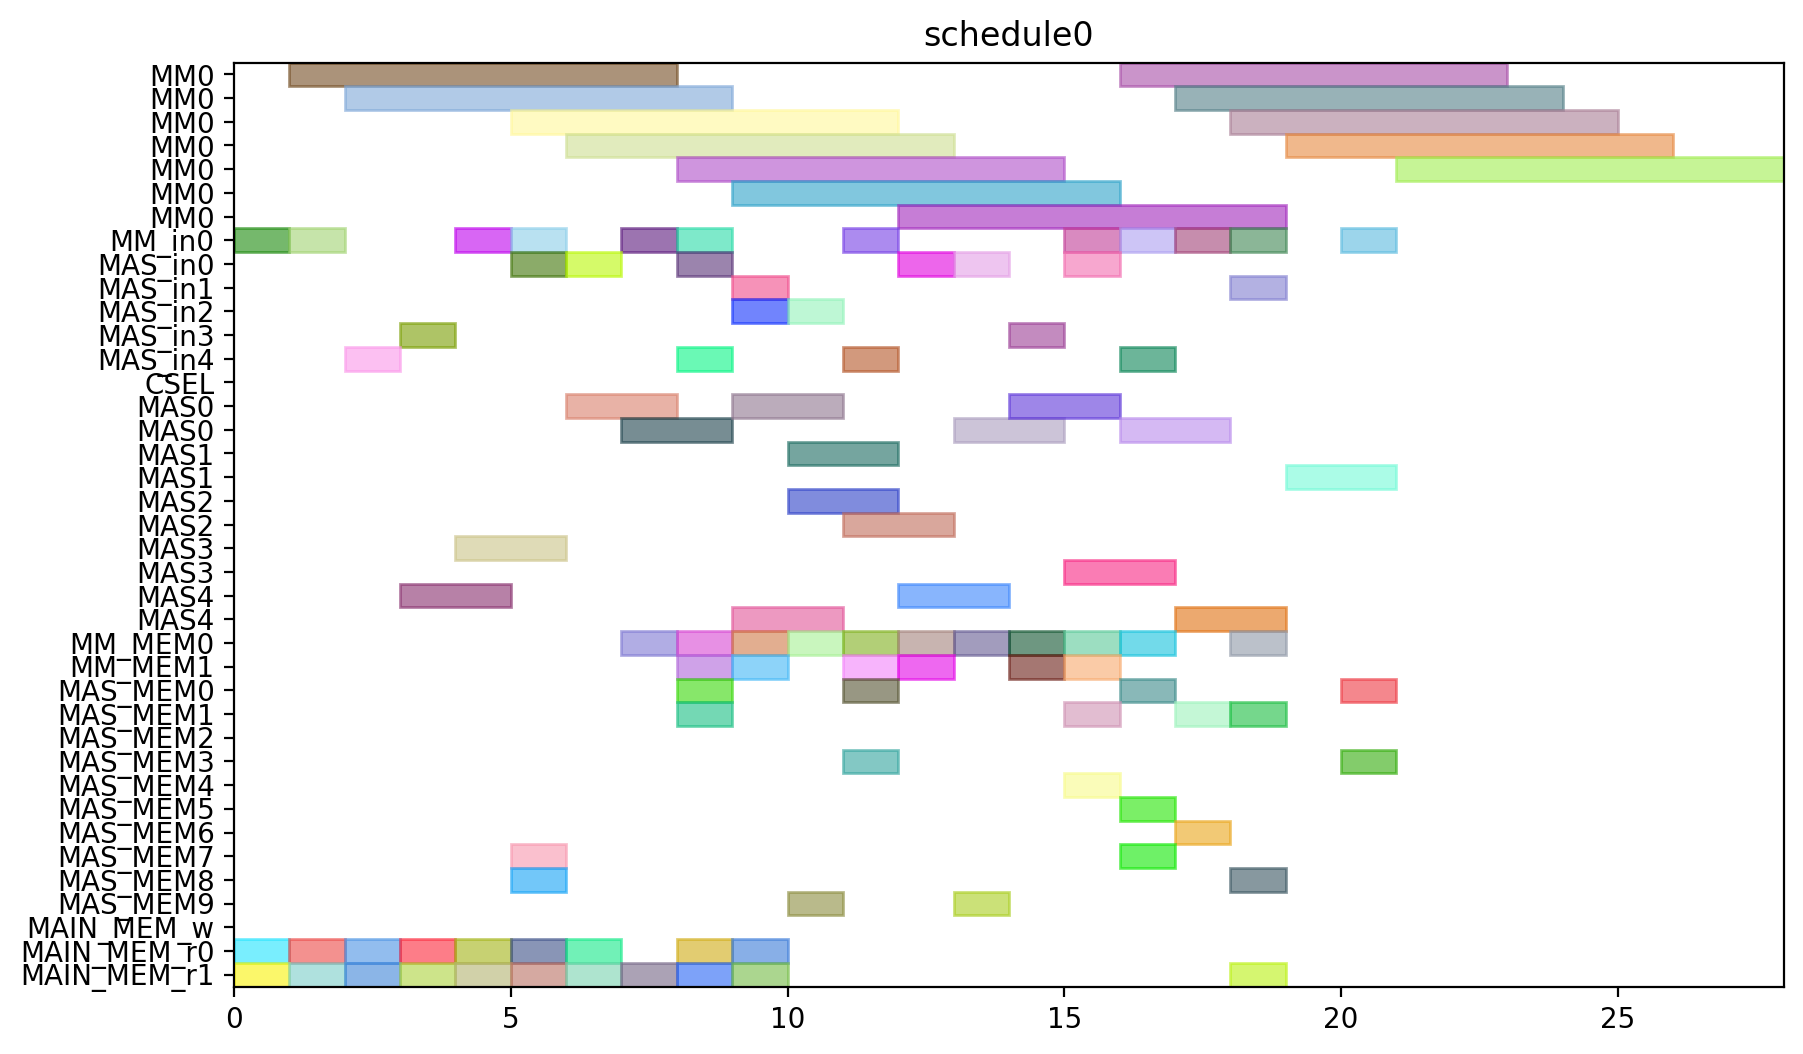 schedule0
MM0
MM0
MM0
MM0
MM0
MM0
MM0
MM_in0
MAS_in0
MAS_in1
MAS_in2
MAS_in3
MAS_in4
CSEL
MAS0
MAS0
MAS1
MAS1
MAS2
MAS2
MAS3
MAS3
MAS4
MAS4
MM_MEM0
MM_MEM1
MAS_MEM0
MAS_MEM1
MAS_MEM2
MAS_MEM3
MAS_MEM4
MAS_MEM5
MAS_MEM6
MAS_MEM7
MAS_MEM8
MAS_MEM9
MAIN_MEM_w
MAIN_MEM_r0
MAIN_MEM_r1
0 5 10 15 20 25